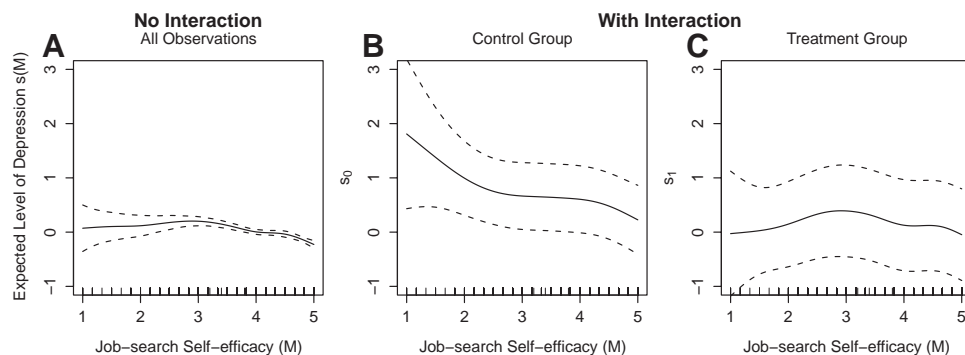 No Interaction
With Interaction
A
All Observations
B
Control Group
C
Treatment Group
Expected Level of Depression s(M)
−1 0 1 2 3
1 2 3 4 5
Job−search Self−efficacy (M)
s0
−1 0 1 2 3
1 2 3 4 5
Job−search Self−efficacy (M)
s1
−1 0 1 2 3
1 2 3 4 5
Job−search Self−efficacy (M)